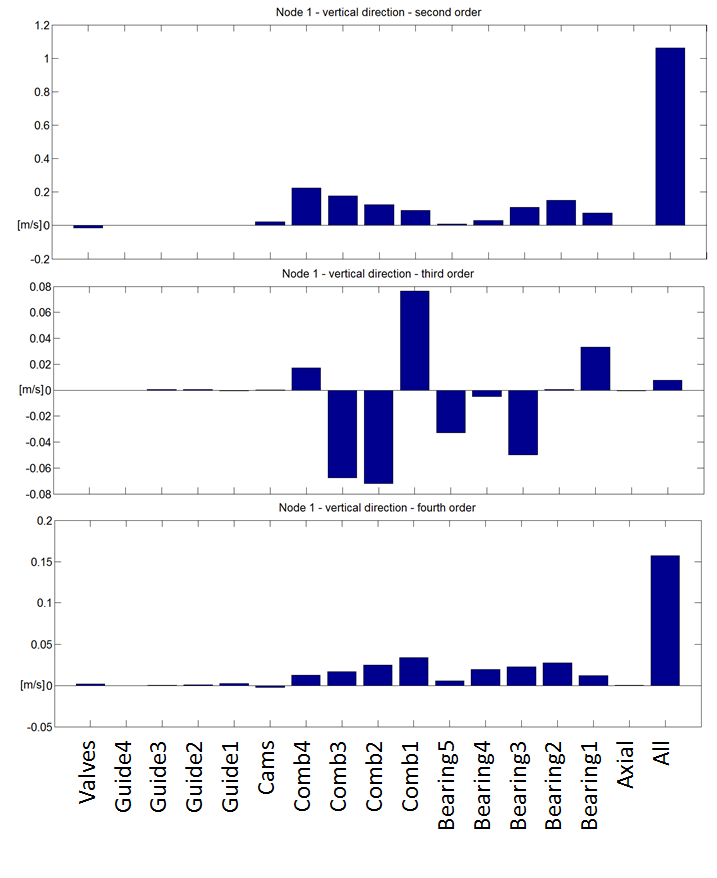 Node 1 - vertical direction - second order
1.2
1
0.8
0.6
0.4
0.2
[m/s] 0
-0.2
Node 1 - vertical direction - third order
0.08
0.06
0.04
0.02
[m/s] 0
-0.02
-0.04
-0.06
-0.08
Node 1 - vertical direction - fourth order
0.2
0.15
0.1
0.05
[m/s] 0
-0.05
Valves
Guide4
Guide3
Guide2
Guide1
Cams
Comb4
Comb3
Comb2
Comb1
Bearing5
Bearing4
Bearing3
Bearing2
Bearing1
Axial
All